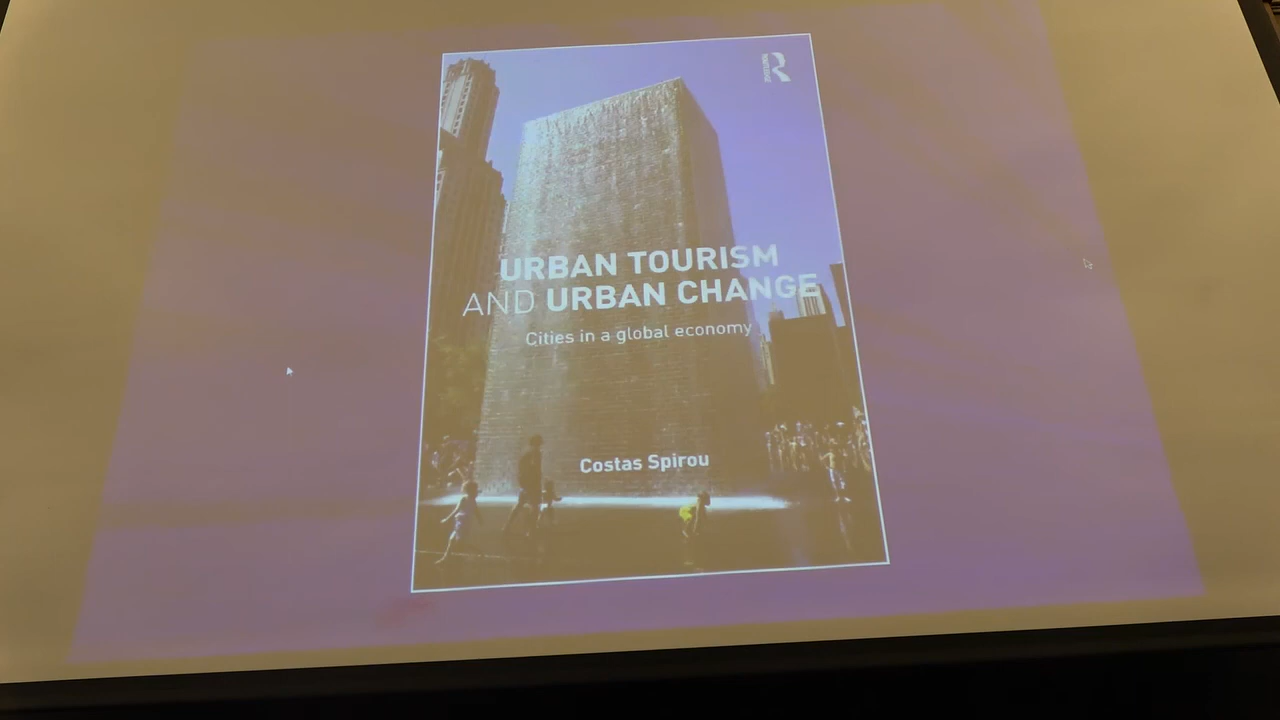 URBAN TOURISM
AND URBAN CHANGE
Cities in a global economy
Costas Spirou